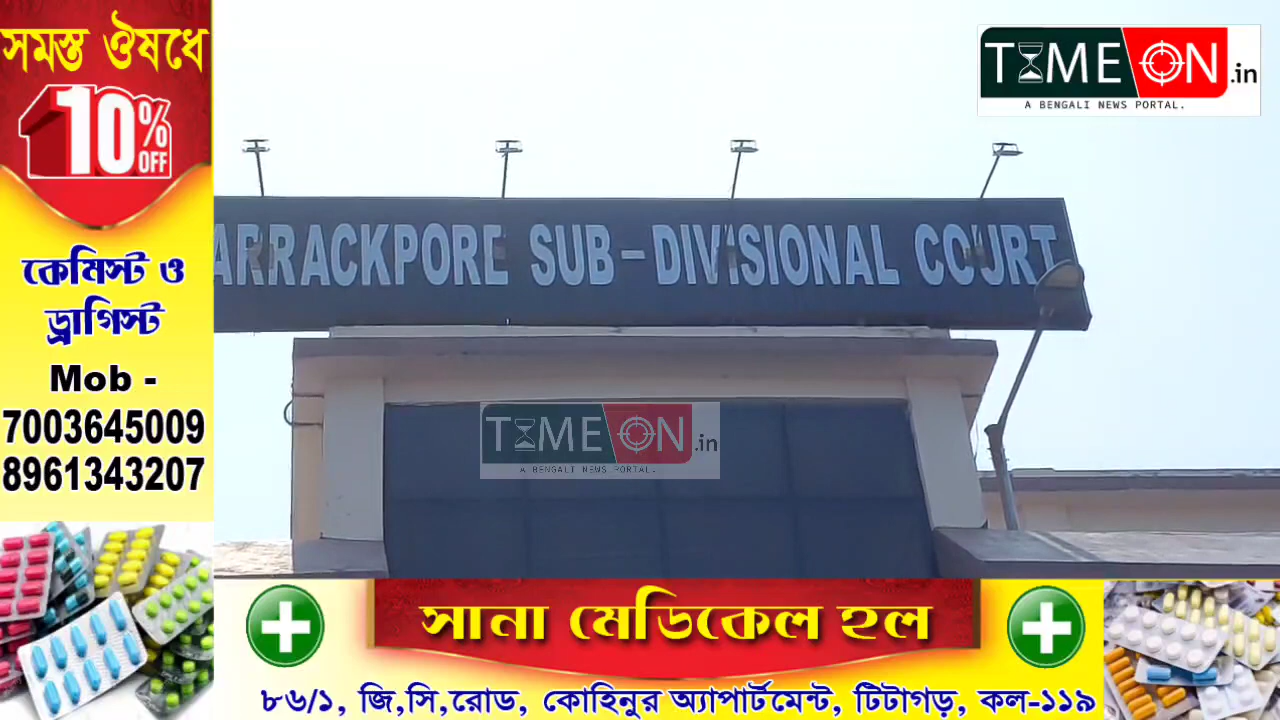 সমস্ত ঔষধে
10% OFF
কেমিস্ট ও
ড্রাগিস্ট
Mob -
7003645009
8961343207
TIMEON.in
A BENGALI NEWS PORTAL.
ARRACKPORE SUB-DIVISIONAL COURT
TIMEON.in
A BENGALI NEWS PORTAL.
সানা মেডিকেল হল
৮৬/১, জি,সি,রোড, কোহিনুর অ্যাপার্টমেন্ট, টিটাগড়, কল-১১৯